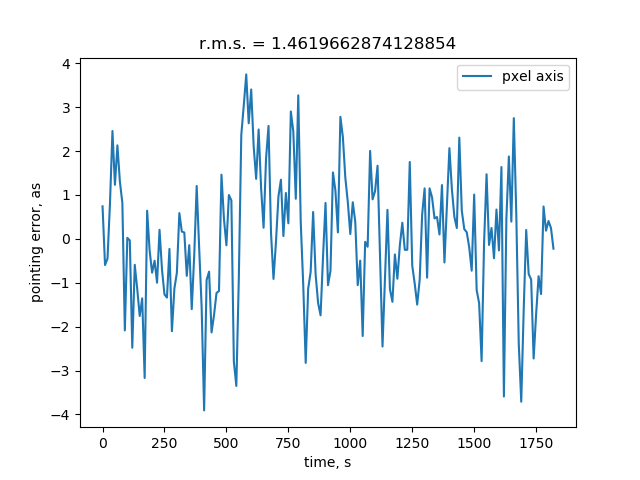 r.m.s. = 1.4619662874128854
pxel axis
pointing error, as
4
3
2
1
0
−1
−2
−3
−4
0 250 500 750 1000 1250 1500 1750
time, s